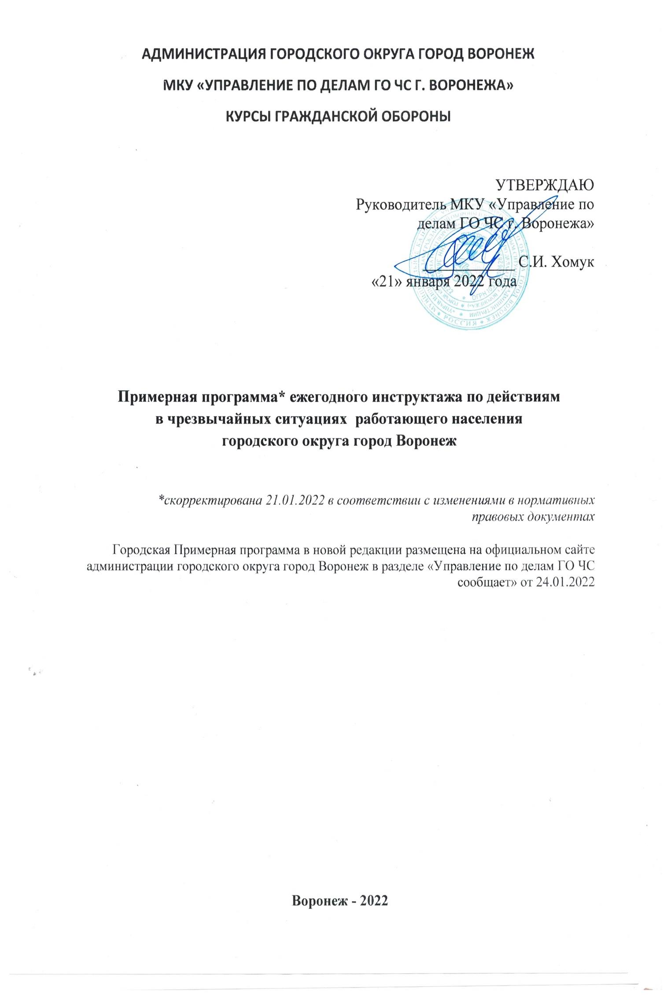 АДМИНИСТРАЦИЯ ГОРОДСКОГО ОКРУГА ГОРОД ВОРОНЕЖ
МКУ «УПРАВЛЕНИЕ ПО ДЕЛАМ ГО ЧС Г. ВОРОНЕЖА»
КУРСЫ ГРАЖДАНСКОЙ ОБОРОНЫ
УТВЕРЖДАЮ
Руководитель МКУ «Управление по
делам ГО ЧС г. Воронежа»
С.И. Хомук
«21» января 2022 года
РОССИЯ
Примерная программа* ежегодного инструктажа по действиям
в чрезвычайных ситуациях работающего населения
городского округа город Воронеж
*скорректирована 21.01.2022 в соответствии с изменениями в нормативных
правовых документах
Городская Примерная программа в новой редакции размещена на официальном сайте
администрации городского округа город Воронеж в разделе «Управление по делам ГО ЧС
сообщает» от 24.01.2022
Воронеж - 2022